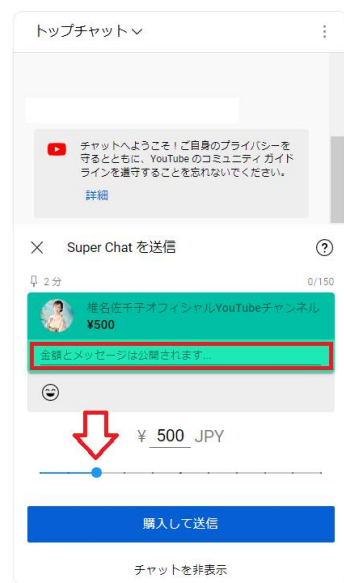 トップチャット
チャットへようこそ！ご自身のプライバシーを
守るとともに、YouTube のコミュニティ ガイド
ラインを遵守することを忘れないでください。
詳細
Super Chat を送信
2 分
0/150
椎名佐千子オフィシャルYouTubeチャンネル
¥500
金額とメッセージは公開されます...
¥ 500 JPY
購入して送信
チャットを非表示